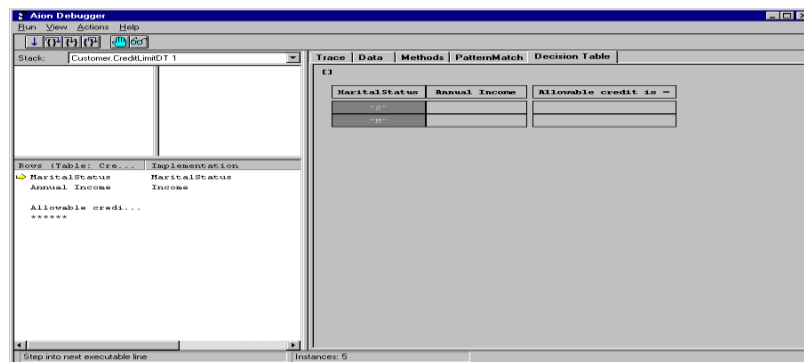 Aion Debugger
Run View Actions Help
Stack: Customer.CreditLimitDT 1
Trace Data Methods PatternMatch Decision Table
[]
MaritalStatus Annual Income Allowable credit is =
"S"
"M"
Rows (Table: Cre... Implementation
MaritalStatus MaritalStatus
Annual Income Income
Allowable credi...
******
Step into next executable line Instances: 5